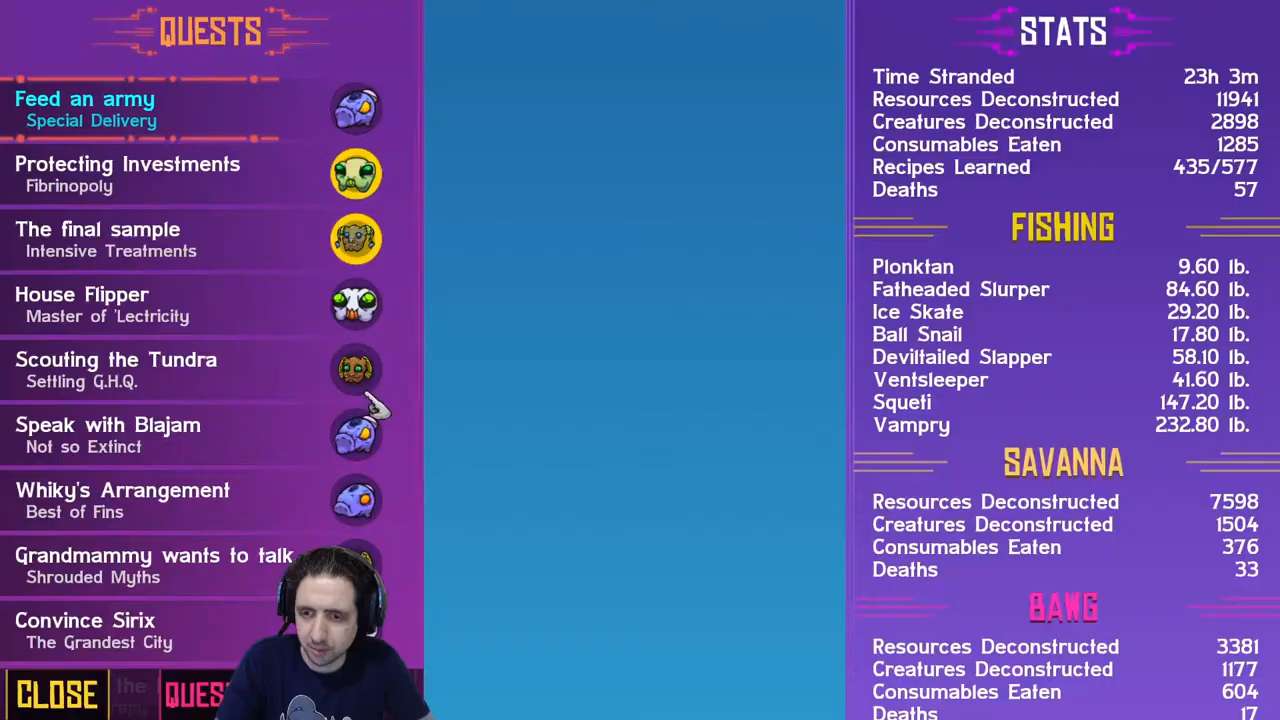 QUESTS
Feed an army
Special Delivery
Protecting Investments
Fibrinopoly
The final sample
Intensive Treatments
House Flipper
Master of 'Lectricity
Scouting the Tundra
Settling G.H.Q.
Speak with Blajam
Not so Extinct
Whiky's Arrangement
Best of Fins
Grandmammy wants to talk
Shrouded Myths
Convince Sirix
The Grandest City
CLOSE
the
QUES
STATS
Time Stranded 23h 3m
Resources Deconstructed 11941
Creatures Deconstructed 2898
Consumables Eaten 1285
Recipes Learned 435/577
Deaths 57
FISHING
Plonktan 9.60 lb.
Fatheaded Slurper 84.60 lb.
Ice Skate 29.20 lb.
Ball Snail 17.80 lb.
Deviltailed Slapper 58.10 lb.
Ventsleeper 41.60 lb.
Squeti 147.20 lb.
Vampry 232.80 lb.
SAVANNA
Resources Deconstructed 7598
Creatures Deconstructed 1504
Consumables Eaten 376
Deaths 33
BAWG
Resources Deconstructed 3381
Creatures Deconstructed 1177
Consumables Eaten 604
Deaths 17